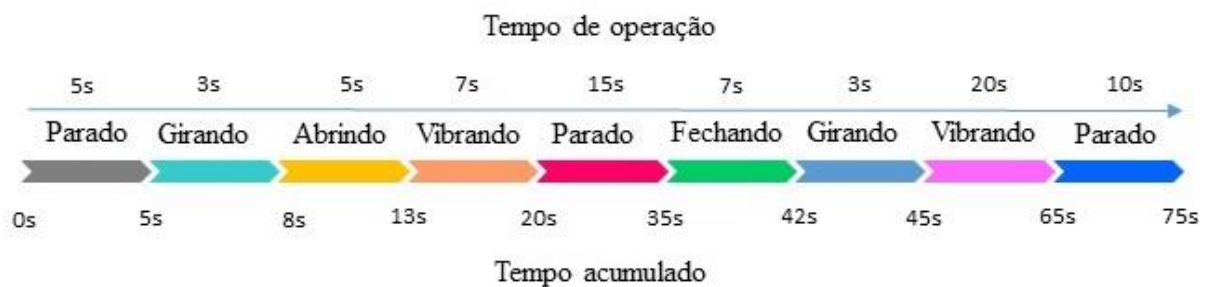 Tempo de operação
5s 3s 5s 7s 15s 7s 3s 20s 10s
Parado Girando Abrindo Vibrando Parado Fechando Girando Vibrando Parado
0s 5s 8s 13s 20s 35s 42s 45s 65s 75s
Tempo acumulado